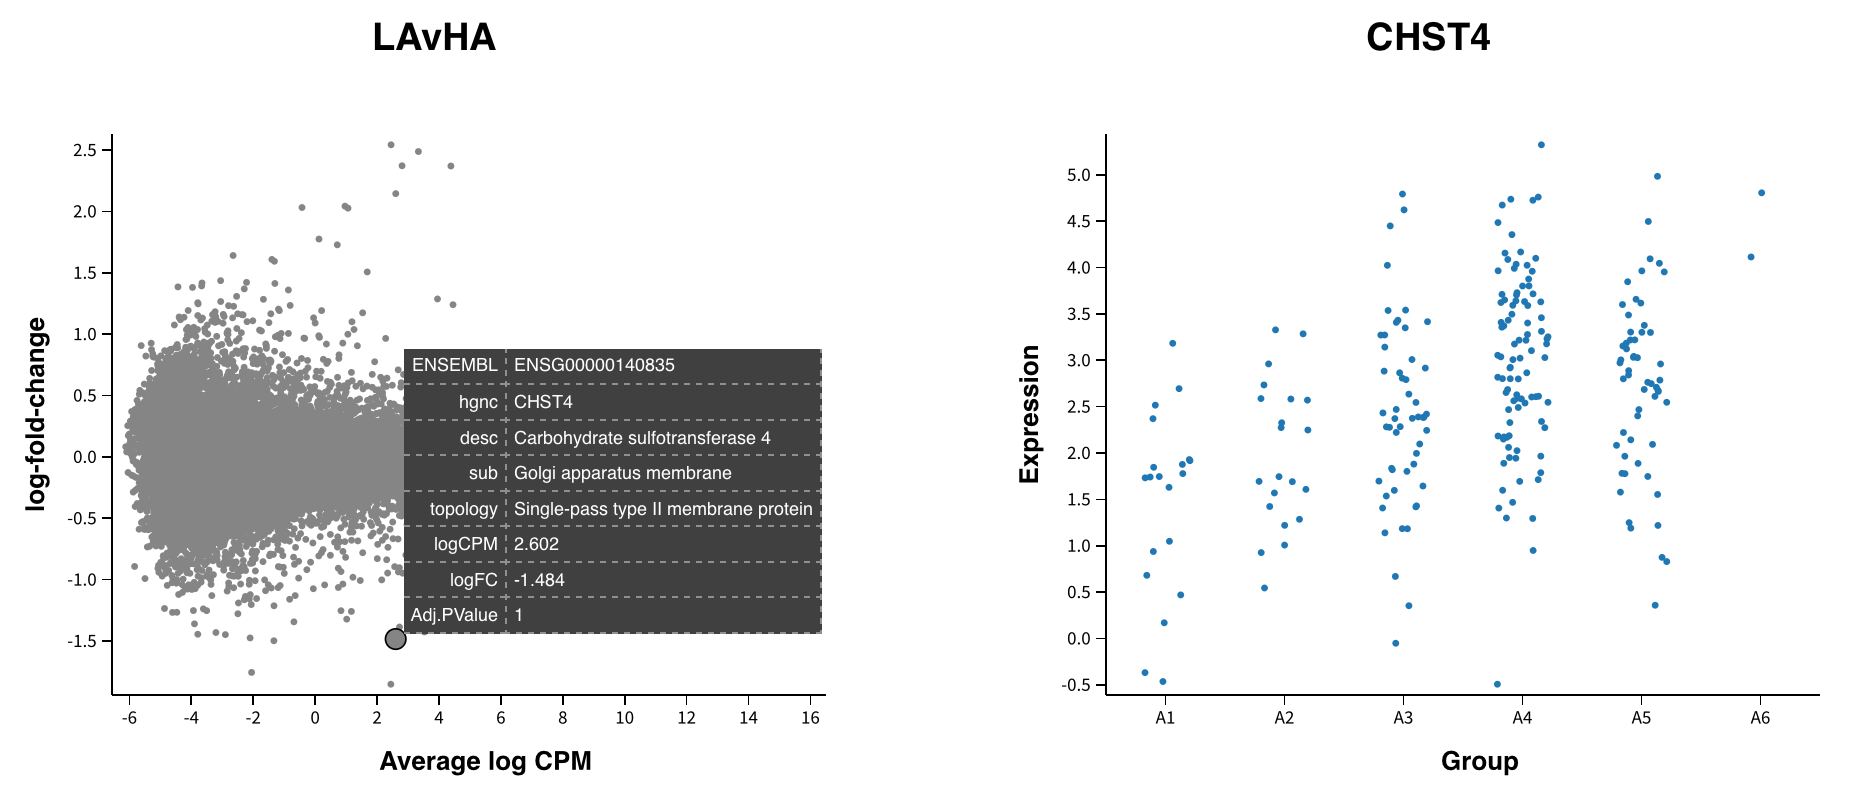 LAvHA
log-fold-change
2.5
2.0
1.5
1.0
0.5
0.0
-0.5
-1.0
-1.5
ENSEMBL ENSG00000140835
hgnc CHST4
desc Carbohydrate sulfotransferase 4
sub Golgi apparatus membrane
topology Single-pass type II membrane protein
logCPM 2.602
logFC -1.484
Adj.PValue 1
-6 -4 -2 0 2 4 6 8 10 12 14 16
Average log CPM
CHST4
Expression
5.0
4.5
4.0
3.5
3.0
2.5
2.0
1.5
1.0
0.5
0.0
-0.5
A1 A2 A3 A4 A5 A6
Group